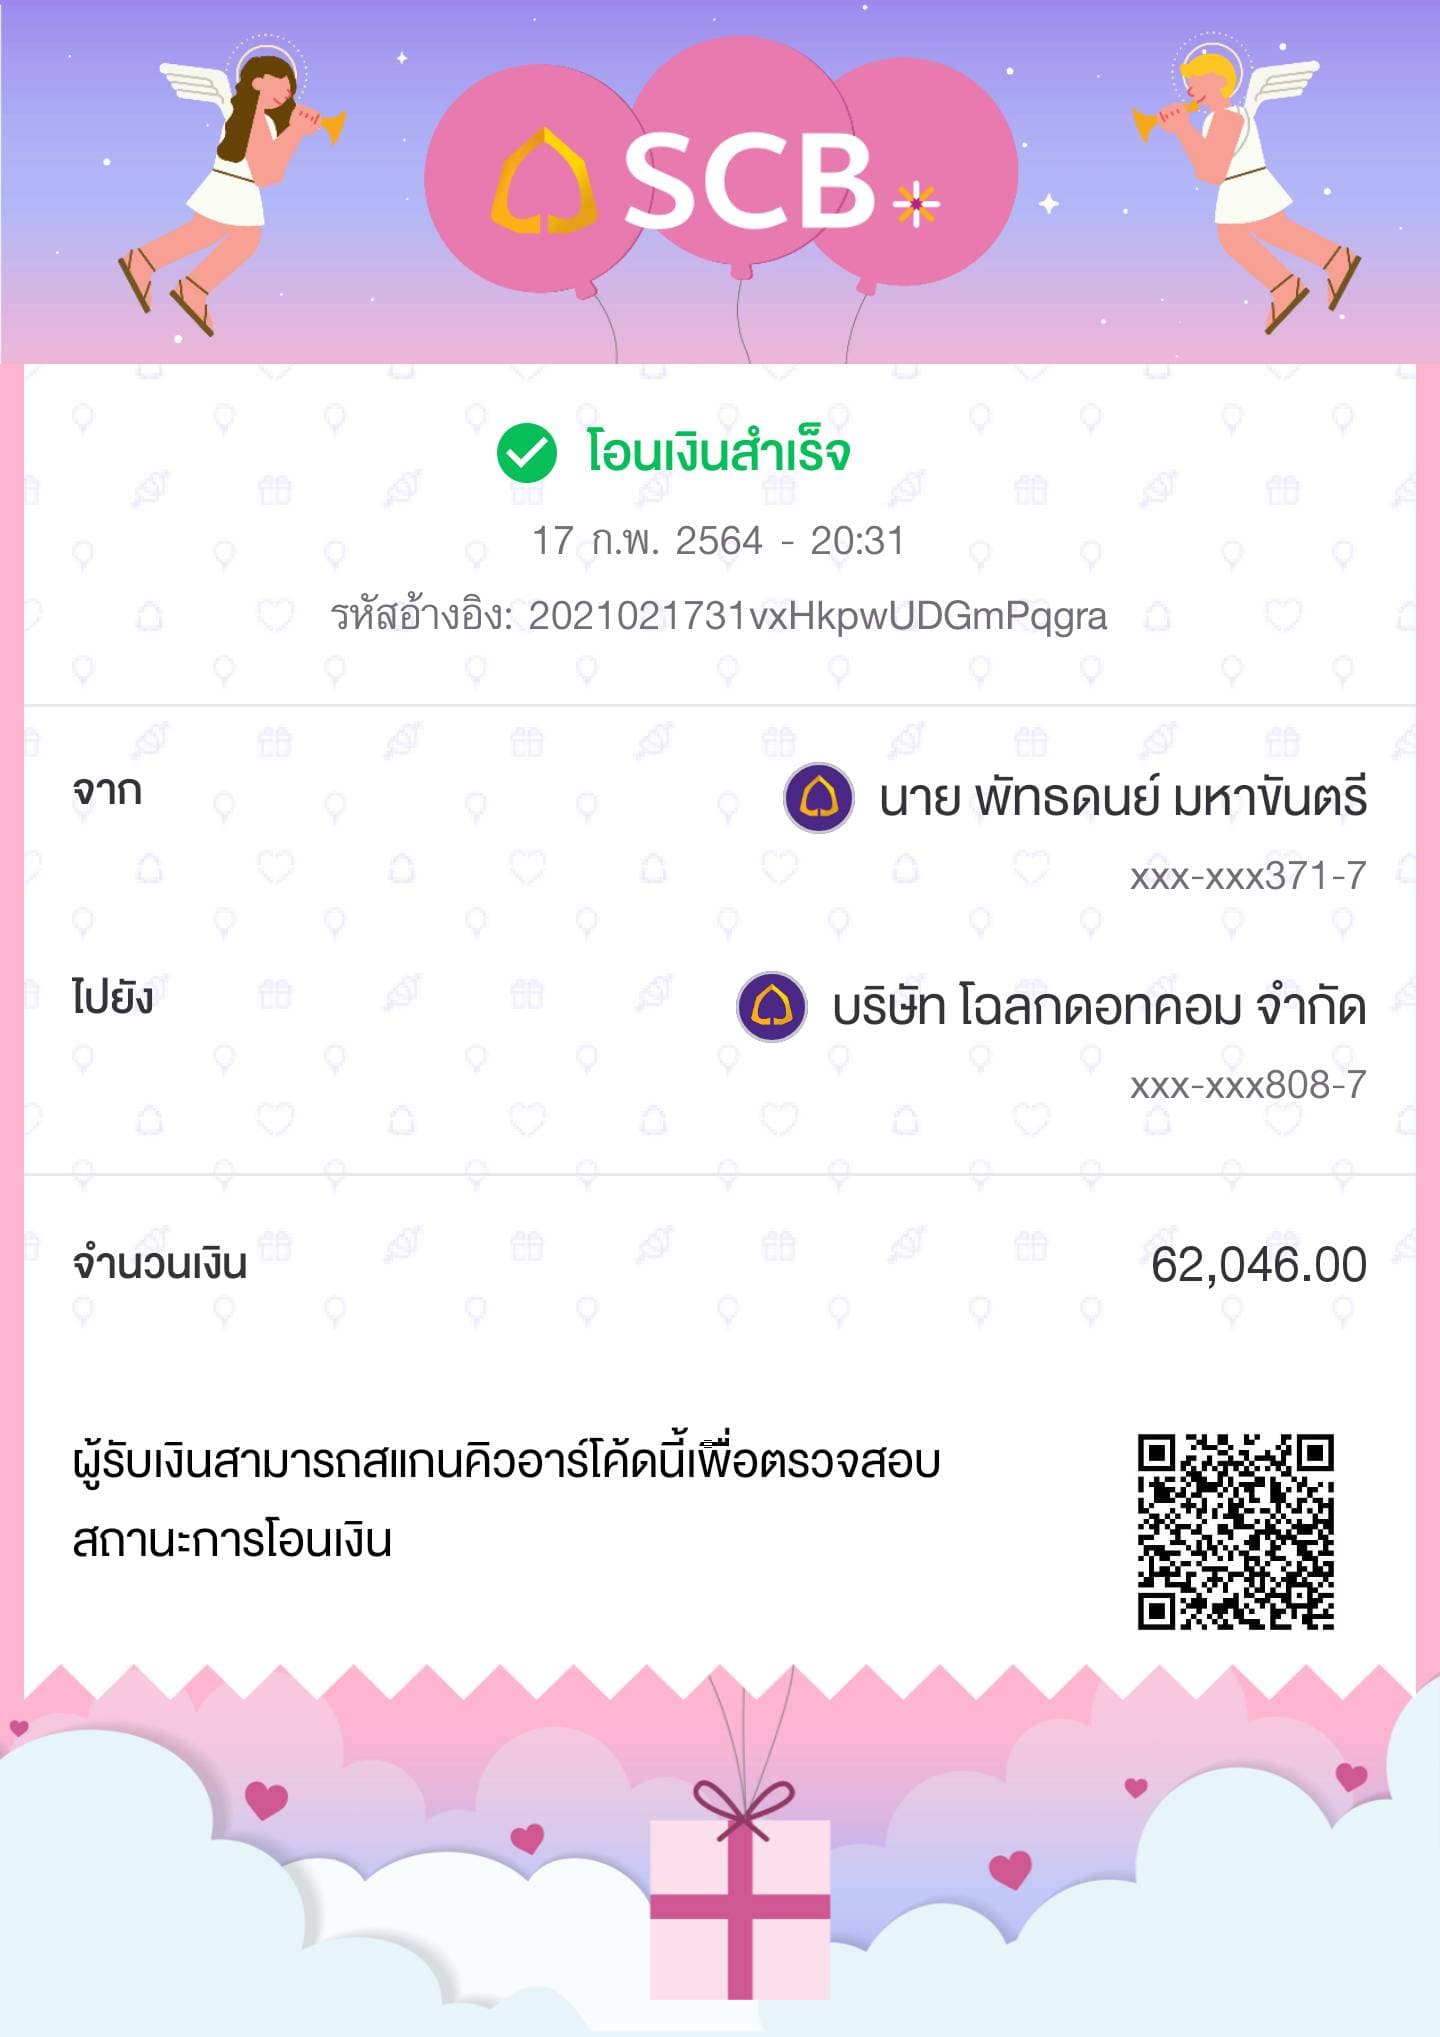 SCB
โอนเงินสำเร็จ
17 ก.พ. 2564 - 20:31
รหัสอ้างอิง: 2021021731vxHkpwUDGmPqgra
จาก
นาย พัทธดนย์ มหาขันตรี
xxx-xxx371-7
ไปยัง
บริษัท โฉลกดอทคอม จำกัด
xxx-xxx808-7
จำนวนเงิน
62,046.00
ผู้รับเงินสามารถสแกนคิวอาร์โค้ดนี้เพื่อตรวจสอบ
สถานะการโอนเงิน